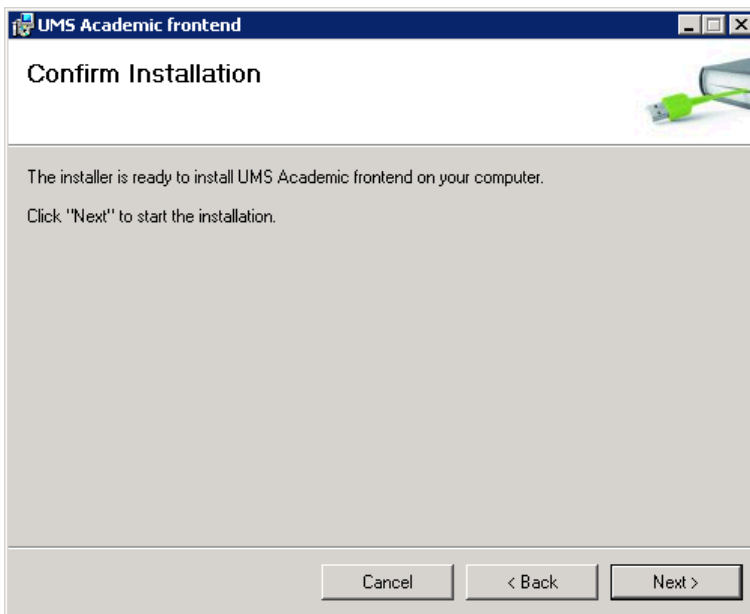 UMS Academic frontend
Confirm Installation
The installer is ready to install UMS Academic frontend on your computer.
Click "Next" to start the installation.
Cancel
< Back
Next >